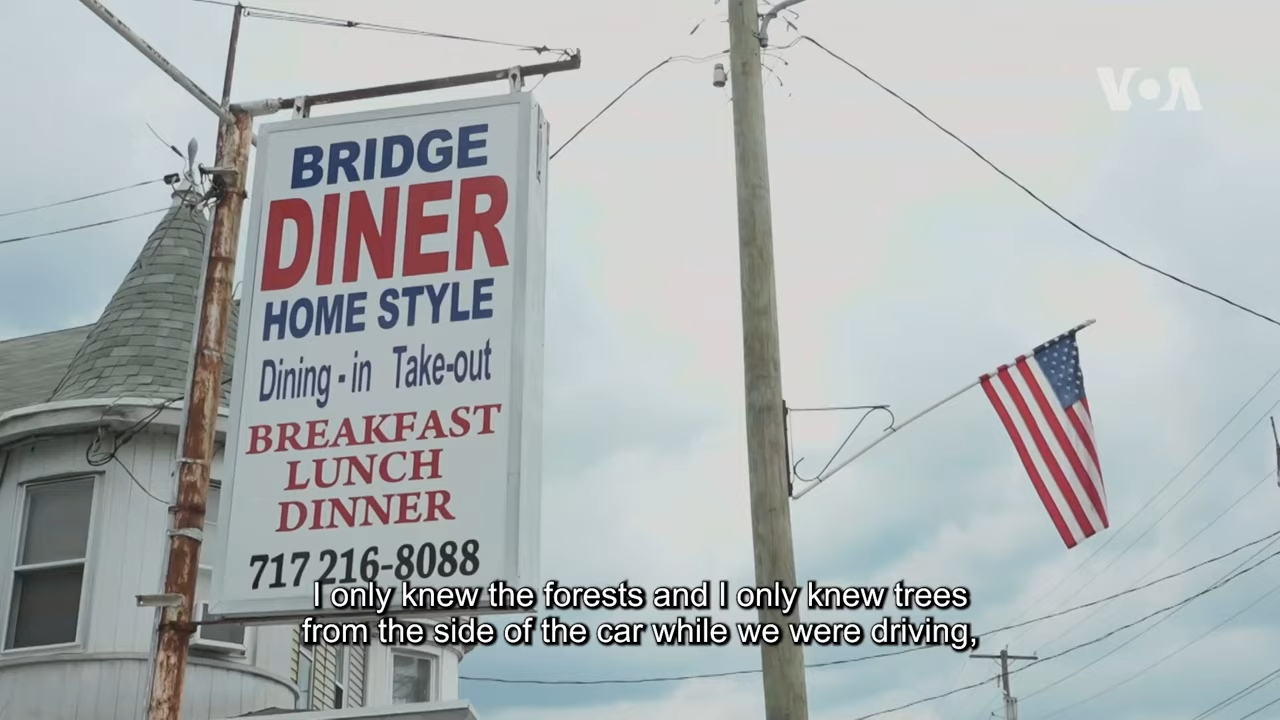 VOA
BRIDGE
DINER
HOME STYLE
Dining - in Take-out
BREAKFAST
LUNCH
DINNER
717 216-8088
I only knew the forests and I only knew trees
from the side of the car while we were driving,